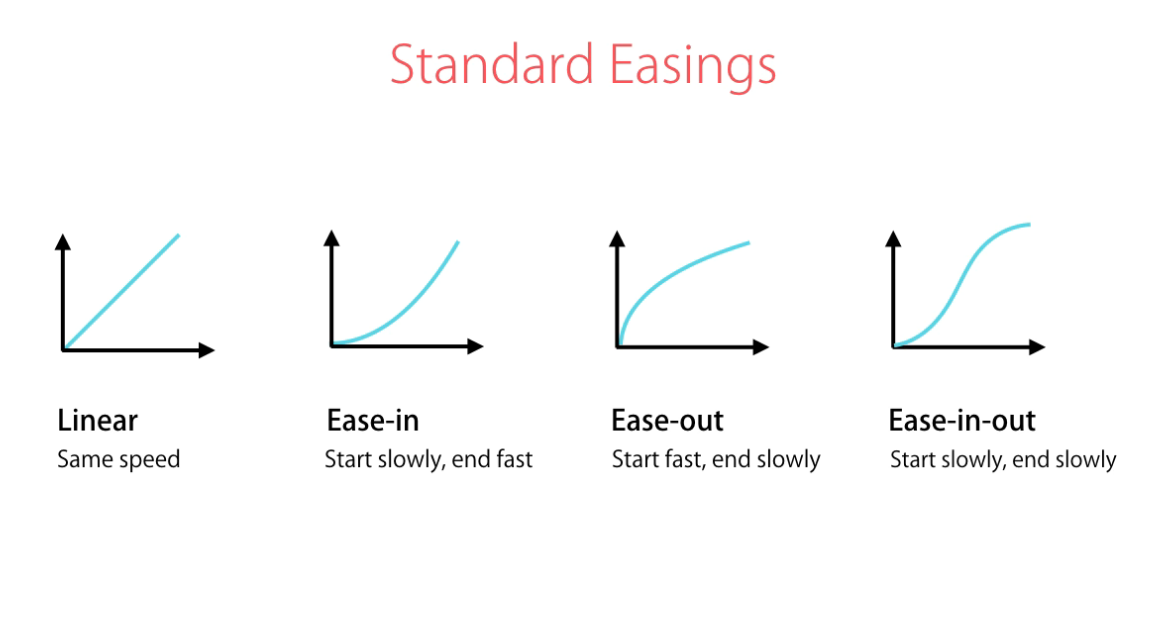 Standard Easings
Linear
Same speed
Ease-in
Start slowly, end fast
Ease-out
Start fast, end slowly
Ease-in-out
Start slowly, end slowly